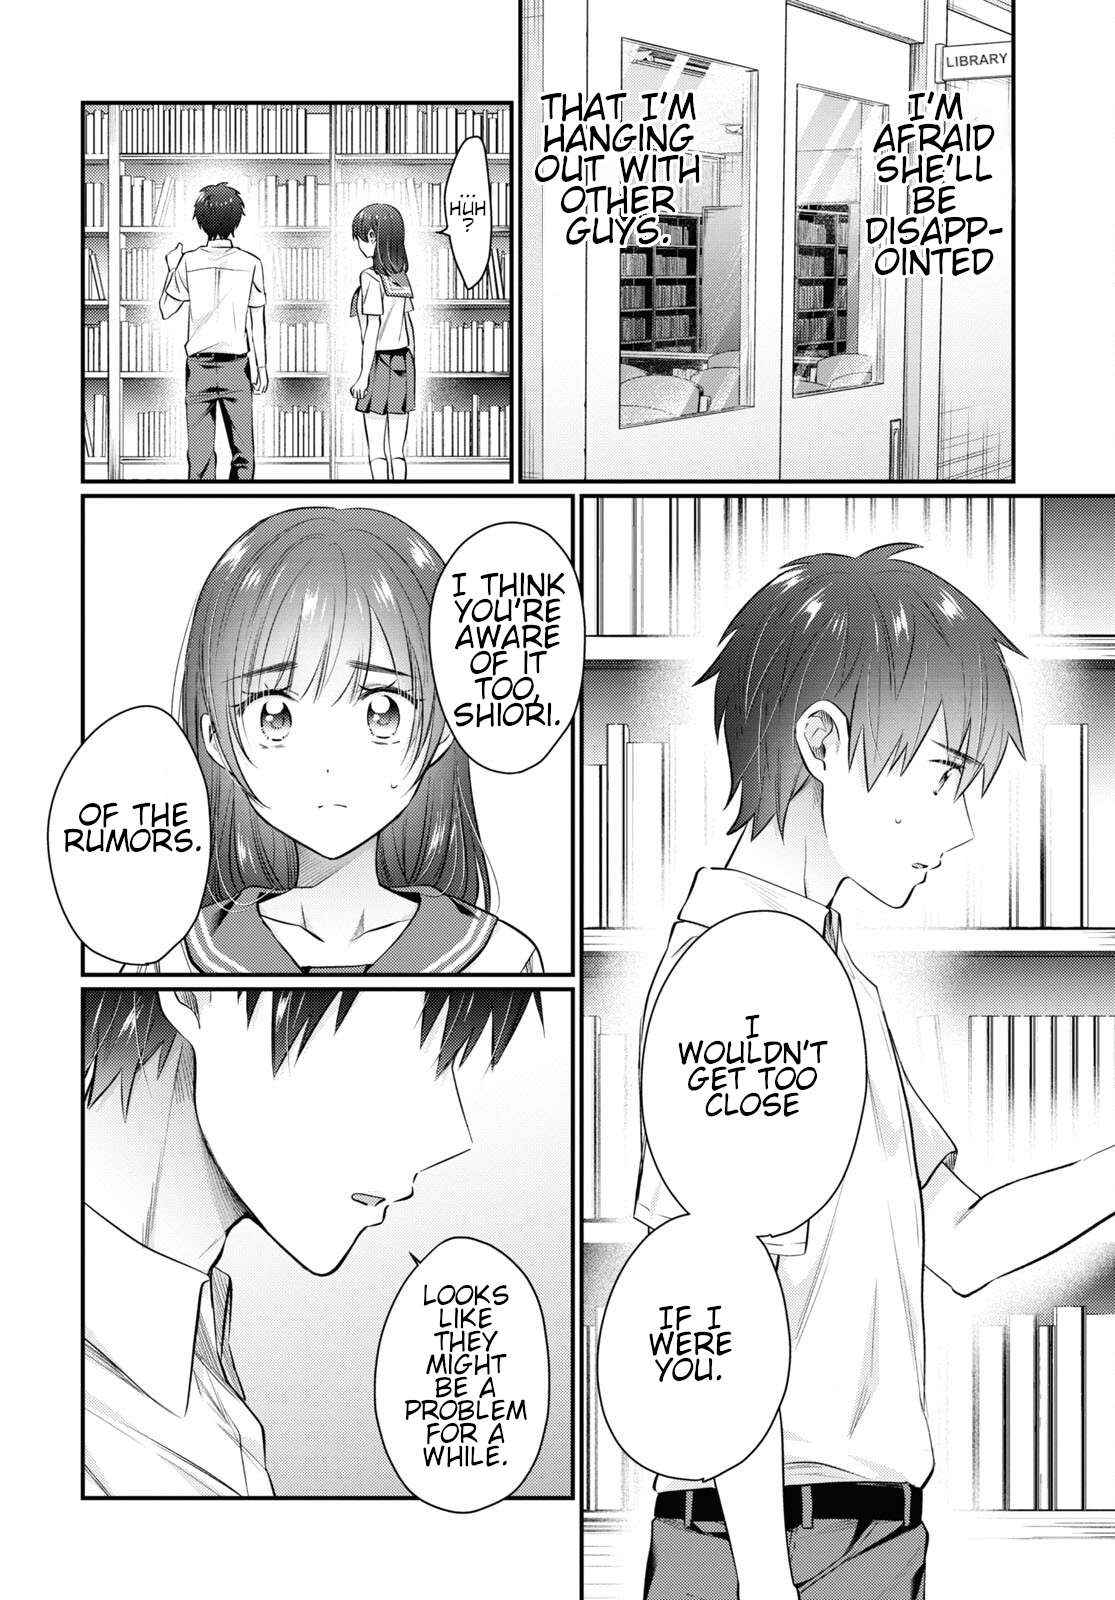 LIBRARY
I'M
AFRAID
SHE'LL
BE
DISAPP-
OINTED
THAT I'M
HANGING
OUT WITH
OTHER
GUYS.
...
HUH
?
I
WOULDN'T
GET TOO
CLOSE
IF I
WERE
YOU.
I THINK
YOU'RE
AWARE
OF IT
TOO,
SHIORI.
OF THE
RUMORS.
LOOKS
LIKE
THEY
MIGHT
BE A
PROBLEM
FOR A
WHILE.